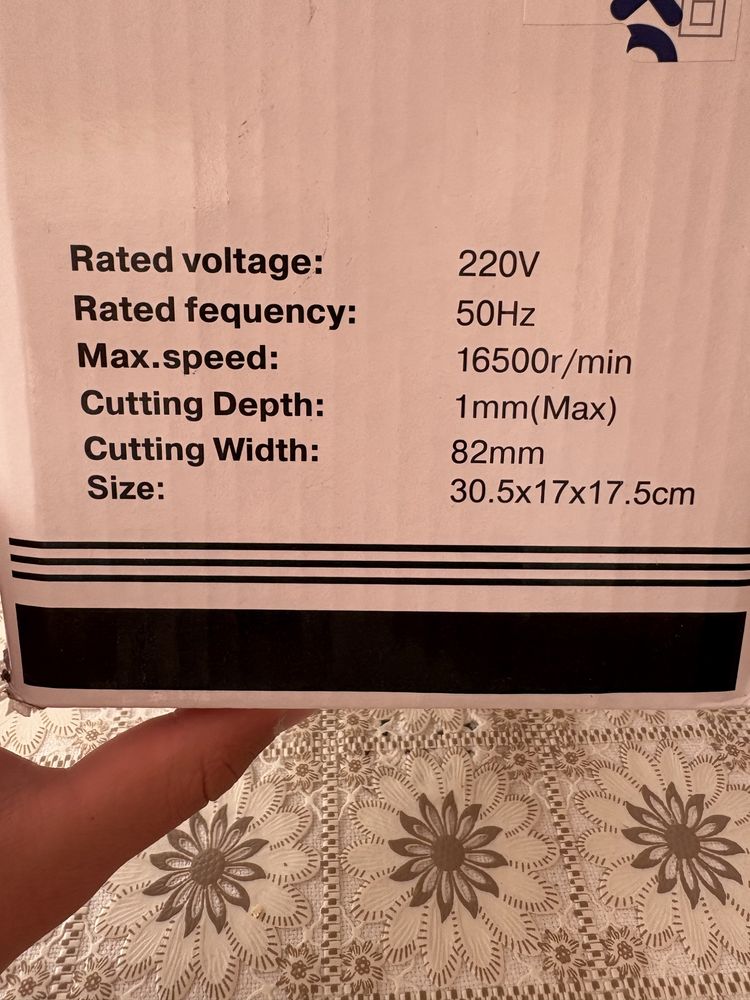 Rated voltage: 220V
Rated fequency: 50Hz
Max.speed: 16500r/min
Cutting Depth: 1mm(Max)
Cutting Width: 82mm
Size: 30.5x17x17.5cm